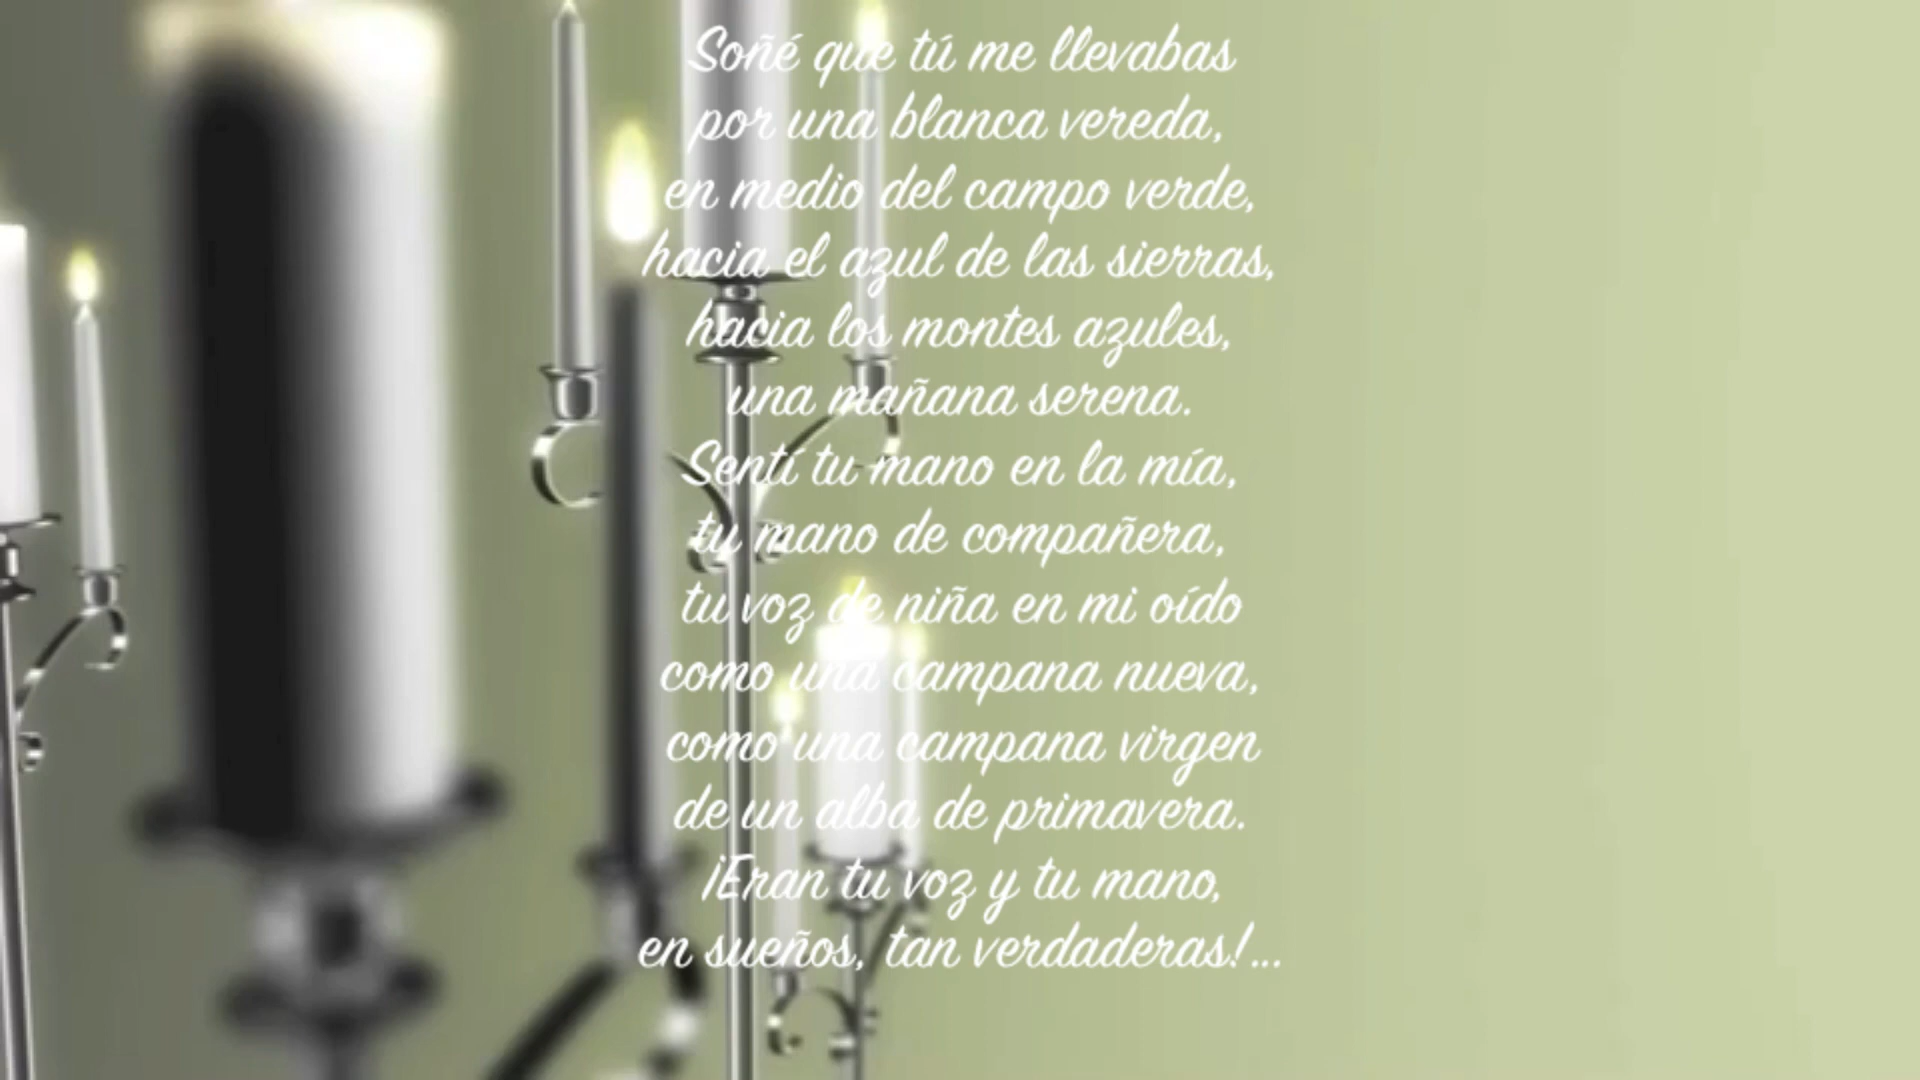 Soñé que tú me llevabas
por una blanca vereda,
en medio del campo verde,
hacia el azul de las sierras,
hacia los montes azules,
una mañana serena.
Sentí tu mano en la mía,
tu mano de compañera,
tu voz de niña en mi oído
como una campana nueva,
como una campana virgen
de un alba de primavera.
¡Eran tu voz y tu mano,
en sueños, tan verdaderas!...